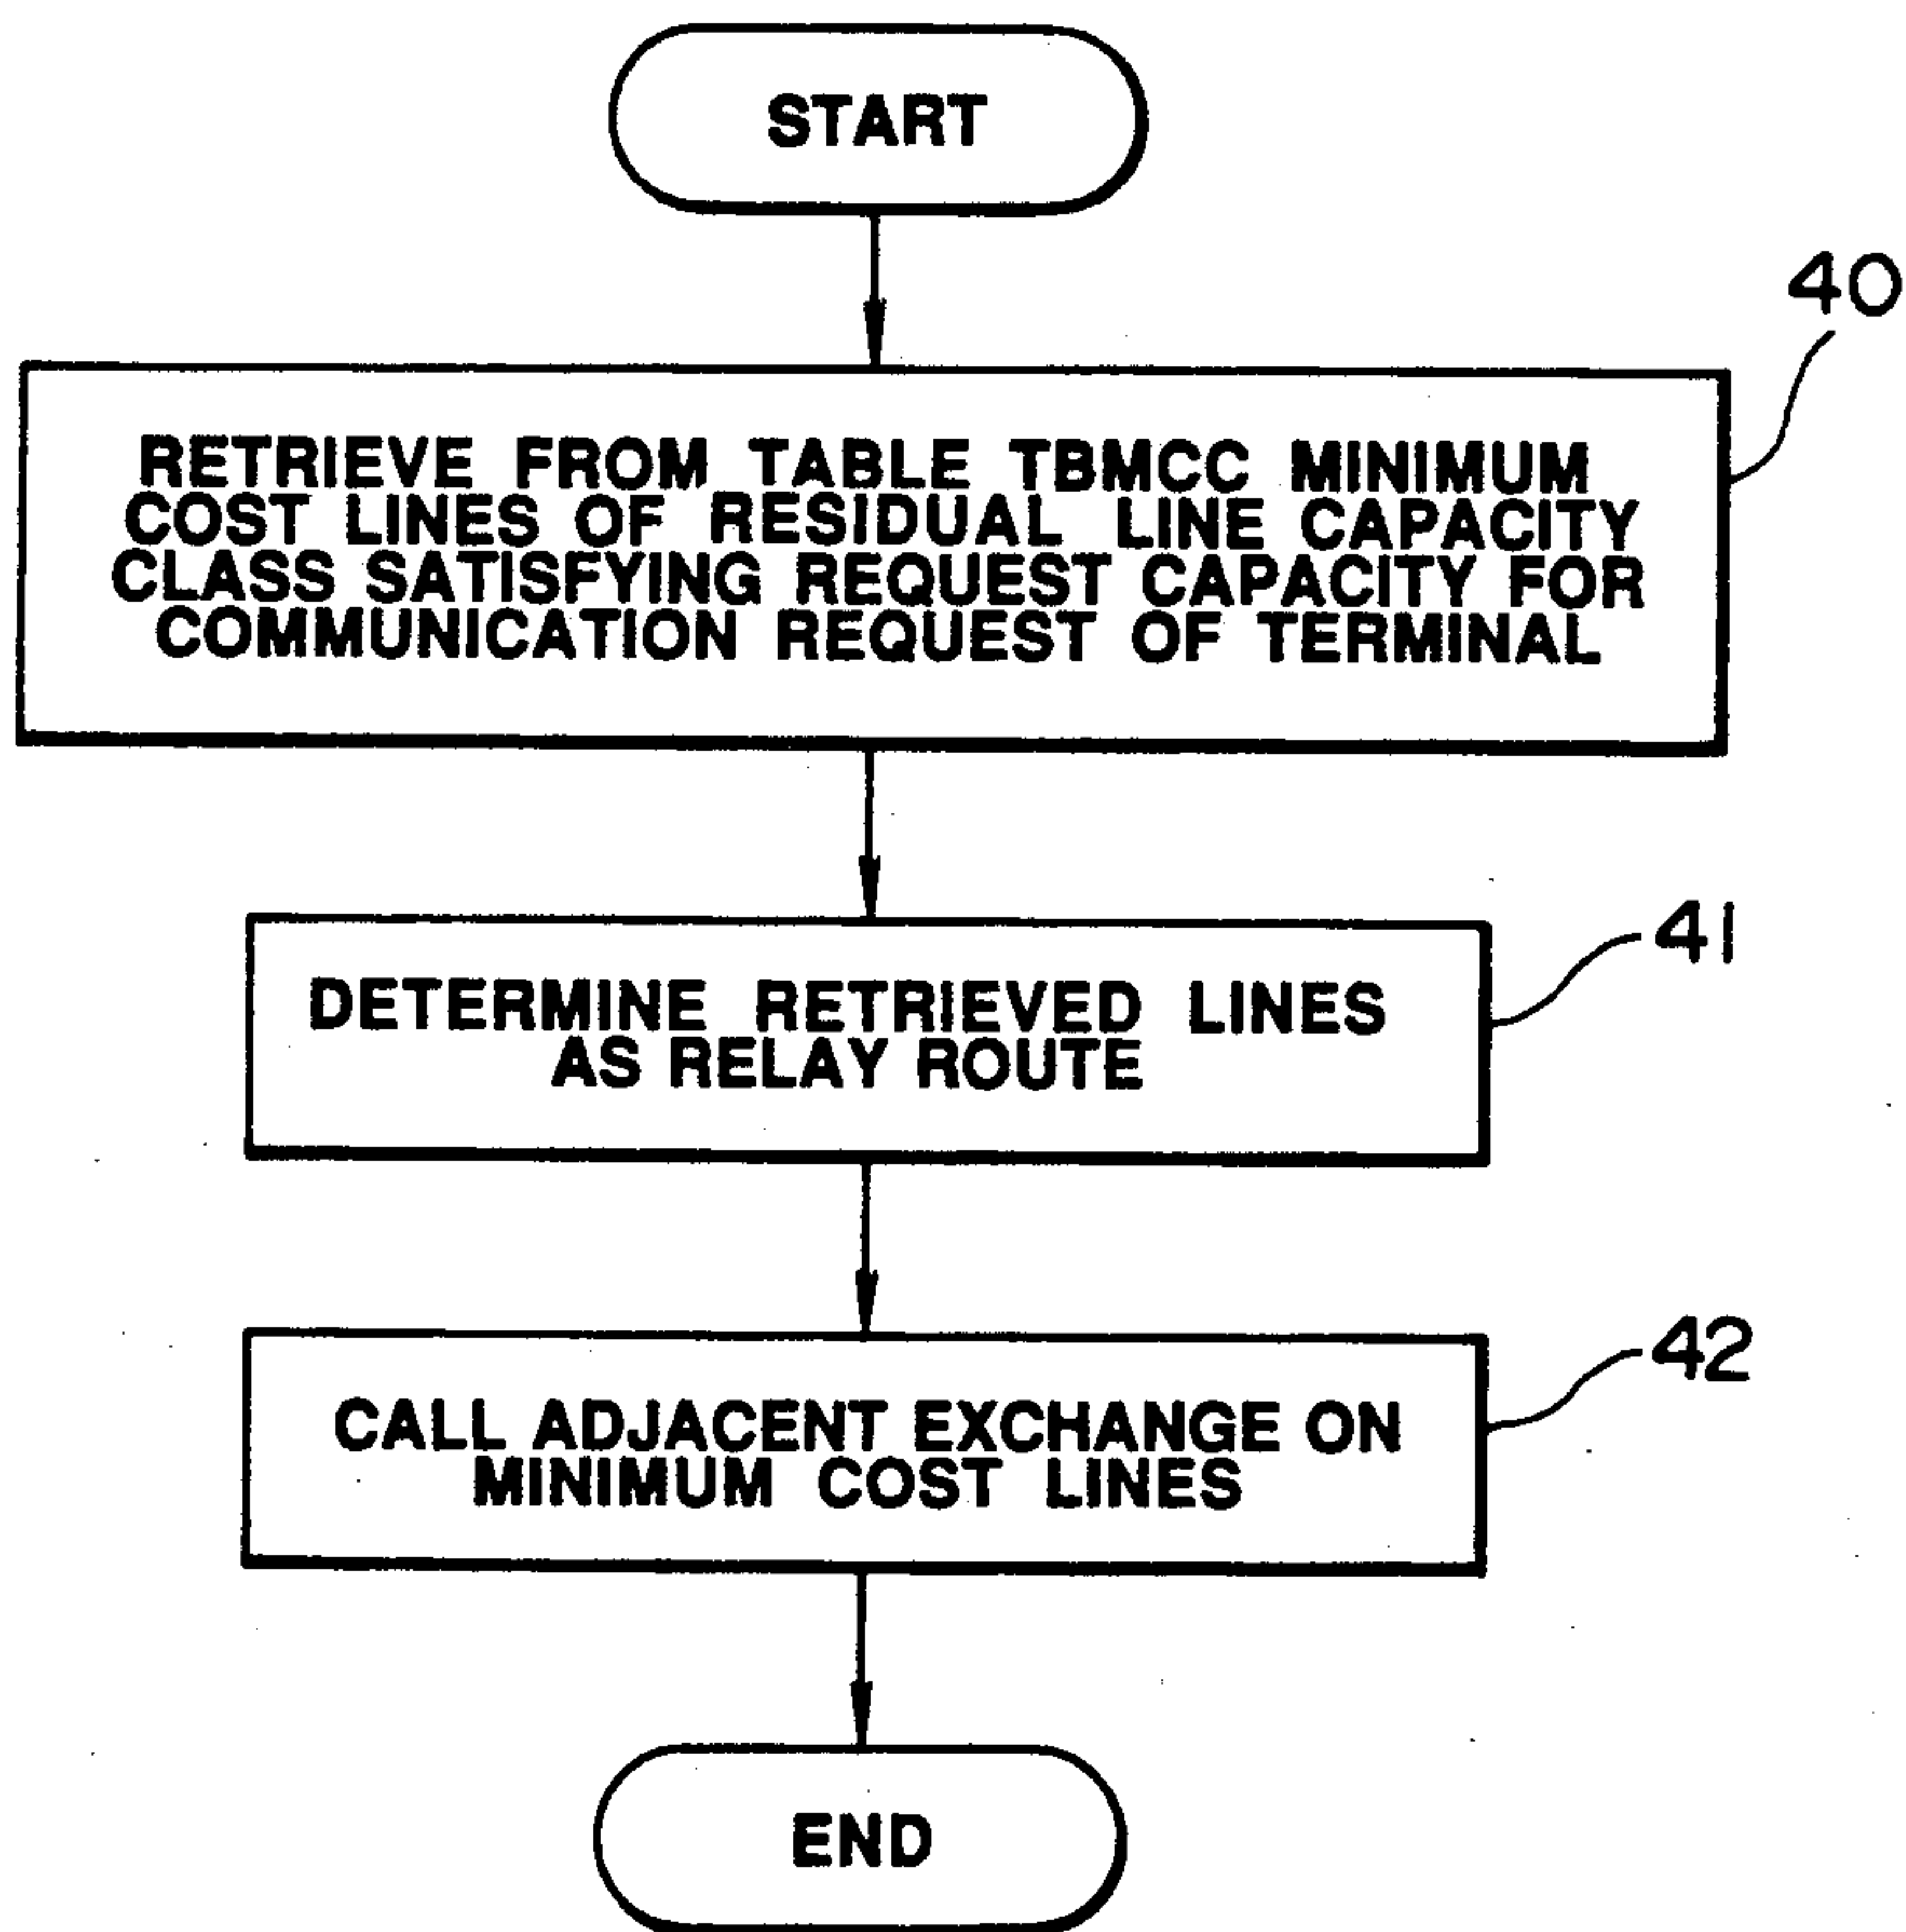 START
40
RETRIEVE FROM TABLE TBMCC MINIMUM
COST LINES OF RESIDUAL LINE CAPACITY
CLASS SATISFYING REQUEST CAPACITY FOR
COMMUNICATION REQUEST OF TERMINAL
41
DETERMINE RETRIEVED LINES
AS RELAY ROUTE
42
CALL ADJACENT EXCHANGE ON
MINIMUM COST LINES
END